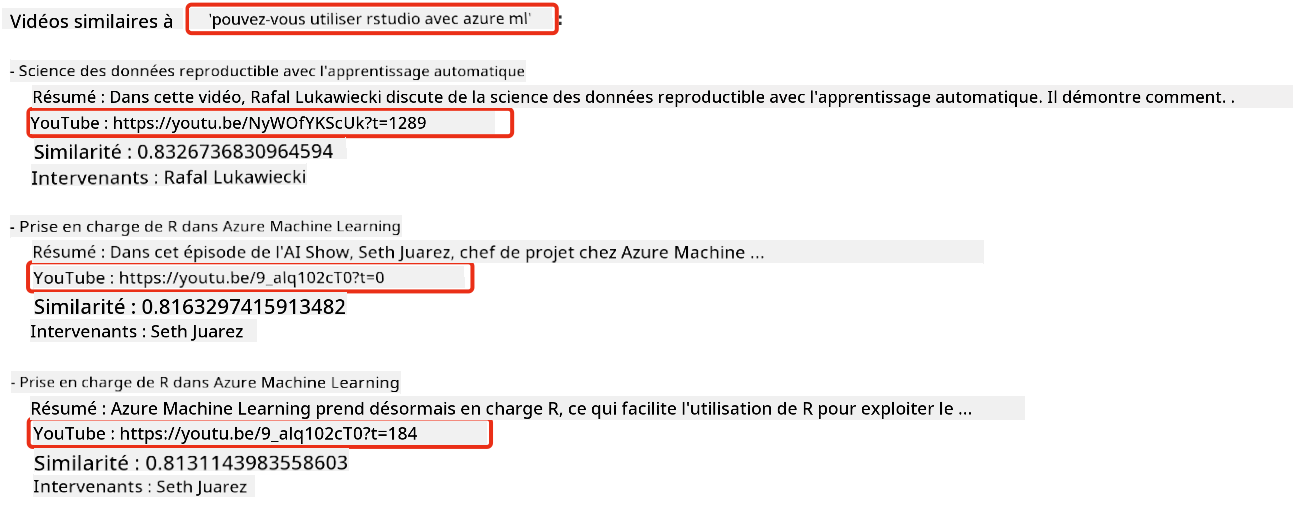 Vidéos similaires à 'pouvez-vous utiliser rstudio avec azure ml' :
- Science des données reproductible avec l'apprentissage automatique
Résumé : Dans cette vidéo, Rafal Lukawiecki discute de la science des données reproductible avec l'apprentissage automatique. Il démontre comment. .
YouTube : https://youtu.be/NyWOfYKScUk?t=1289
Similarité : 0.8326736830964594
Intervenants : Rafal Lukawiecki
- Prise en charge de R dans Azure Machine Learning
Résumé : Dans cet épisode de l'AI Show, Seth Juarez, chef de projet chez Azure Machine ...
YouTube : https://youtu.be/9_alq102cT0?t=0
Similarité : 0.8163297415913482
Intervenants : Seth Juarez
- Prise en charge de R dans Azure Machine Learning
Résumé : Azure Machine Learning prend désormais en charge R, ce qui facilite l'utilisation de R pour exploiter le ...
YouTube : https://youtu.be/9_alq102cT0?t=184
Similarité : 0.8131143983558603
Intervenants : Seth Juarez